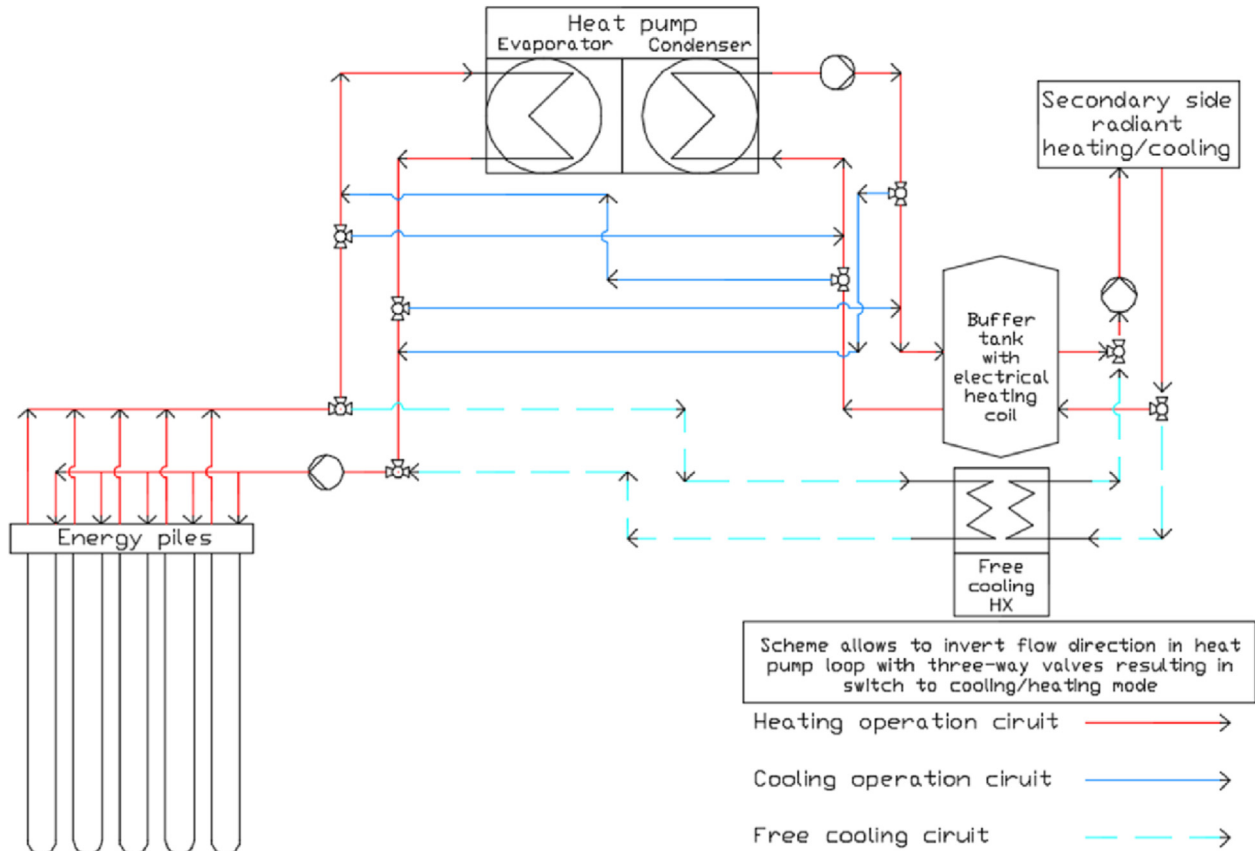 Heat pump
Evaporator
Condenser
Secondary side
radiant
heating/cooling
Buffer
tank
with
electrical
heating
coil
Energy piles
Free
cooling
HX
Scheme allows to invert flow direction in heat
pump loop with three-way valves resulting in
switch to cooling/heating mode
Heating operation ciruit
Cooling operation ciruit
Free cooling ciruit